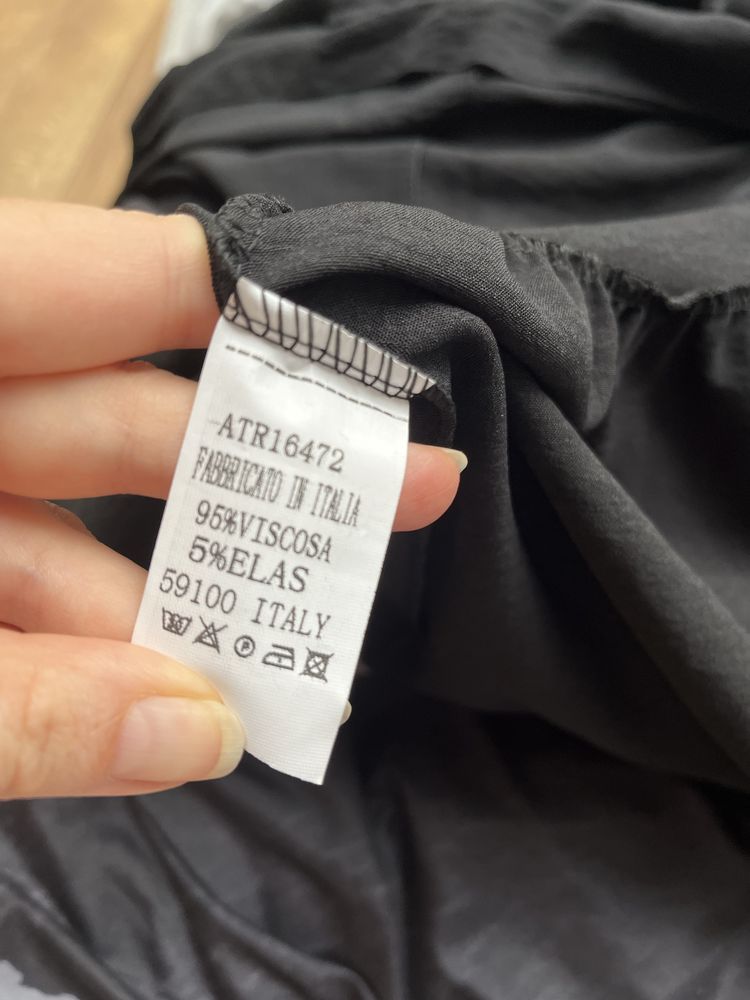 ATR16472
FABBRICATO IN ITALIA
95%VISCOSA
5%ELAS
59100 ITALY